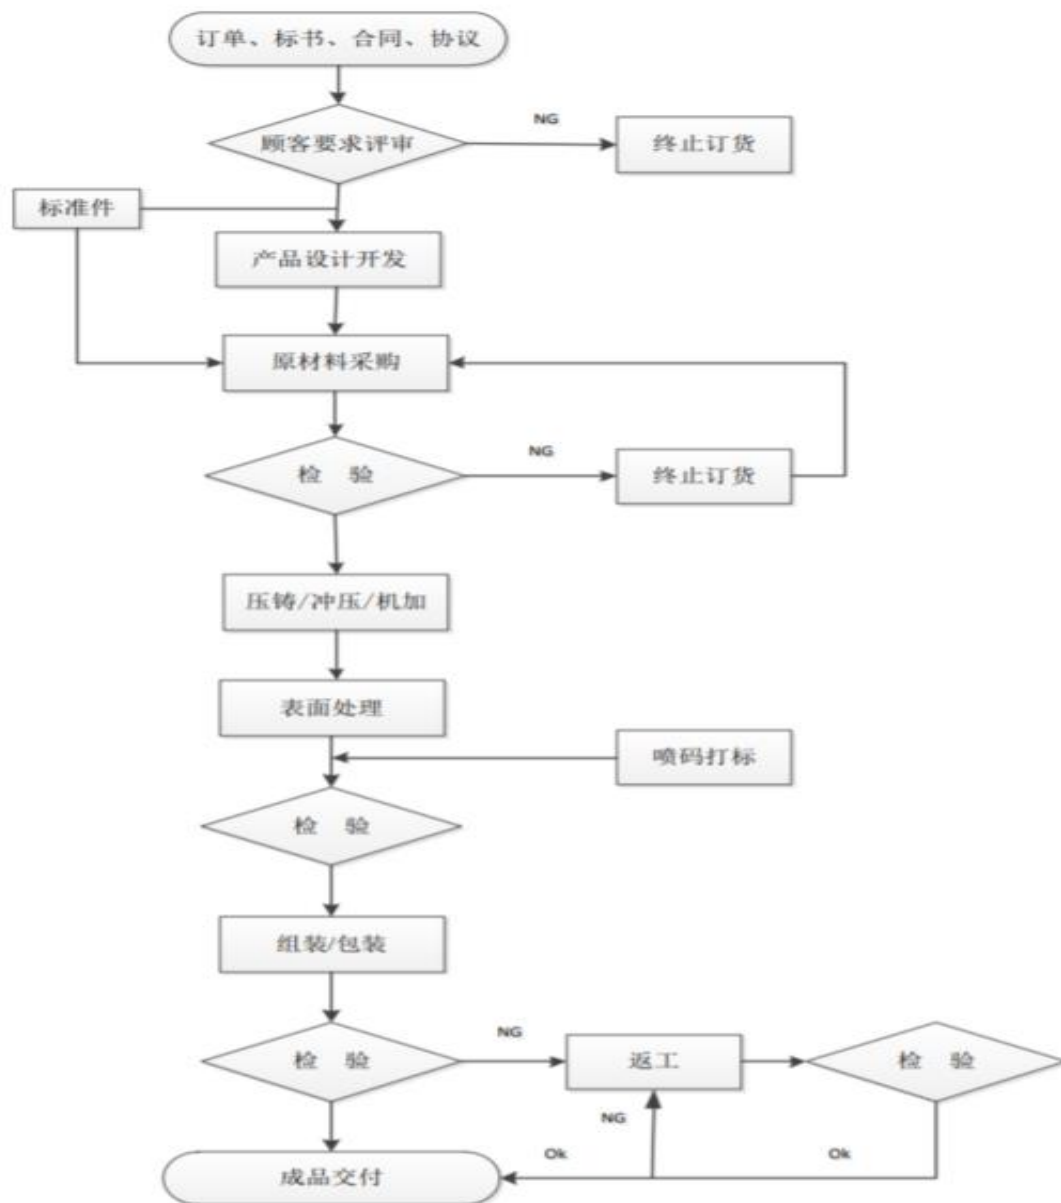 订单、标书、合同、协议
NG
顾客要求评审
终止订货
标准件
产品设计开发
原材料采购
NG
检 验
终止订货
压铸/冲压/机加
表面处理
喷码打标
检 验
组装/包装
NG
检 验
返工
检 验
NG
Ok
Ok
成品交付